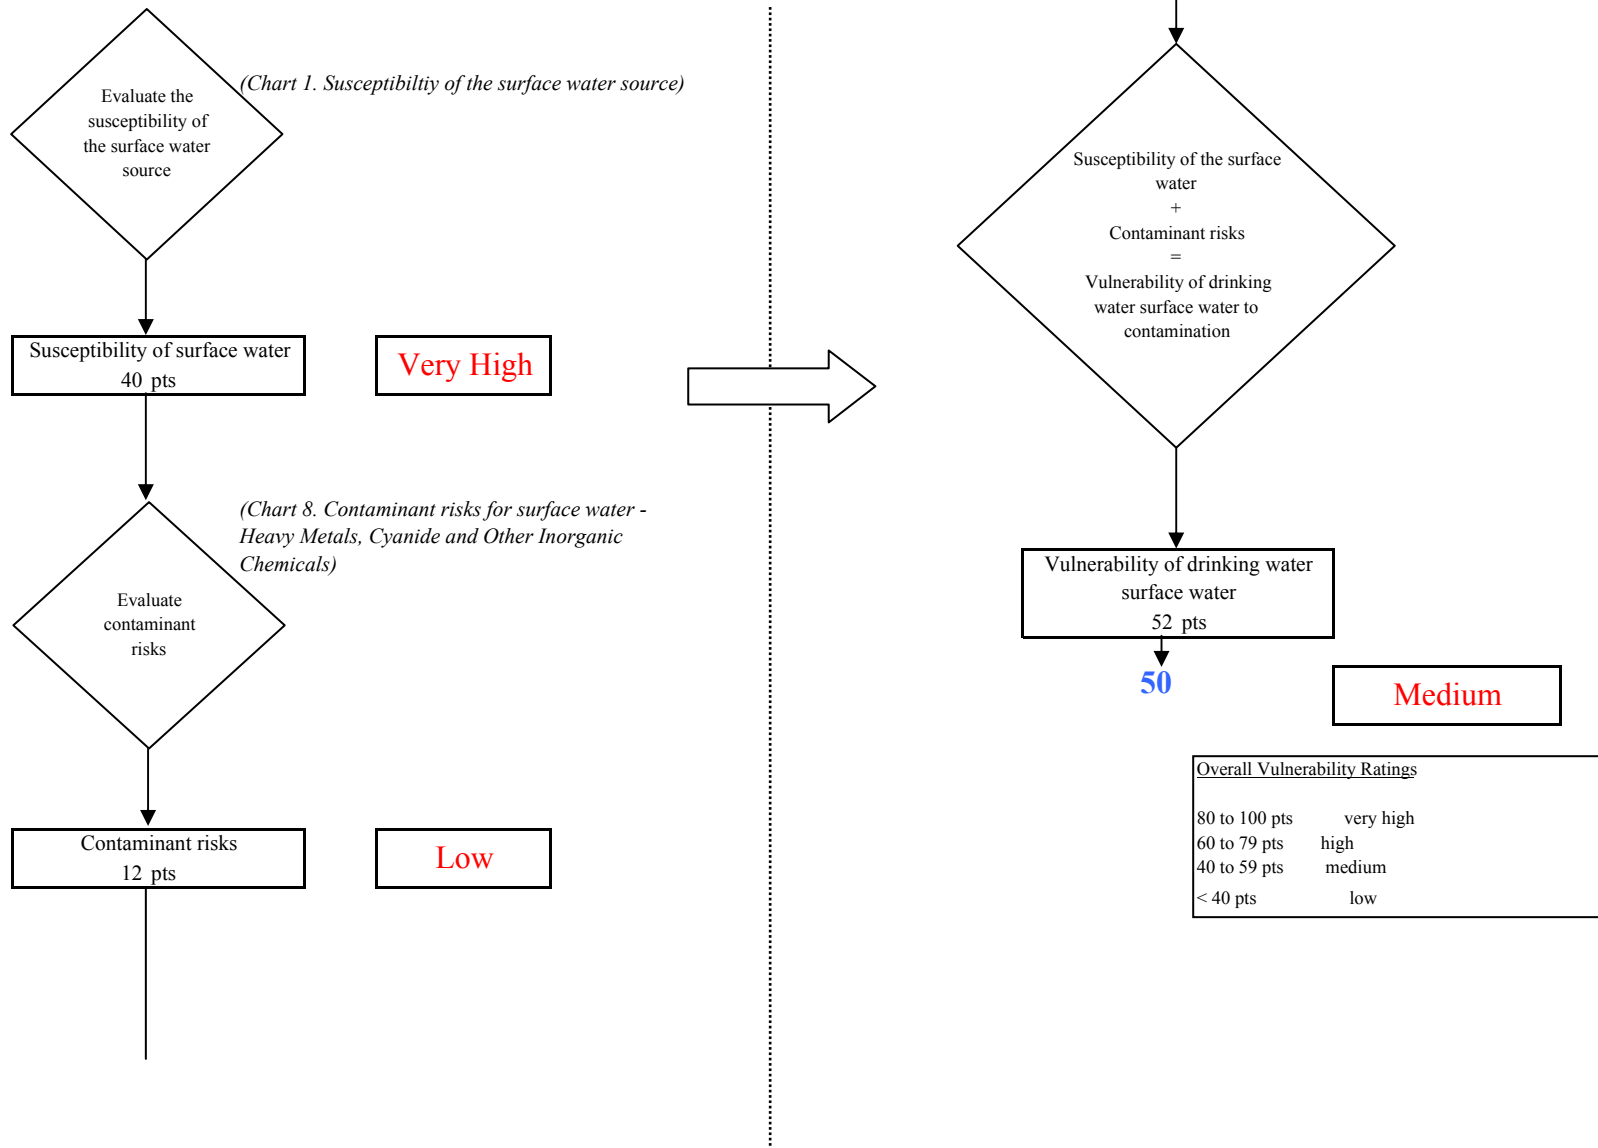 (Chart 1. Susceptibiltiy of the surface water source)
Evaluate the
susceptibility of
the surface water
source
Susceptibility of surface water
40 pts
Very High
(Chart 8. Contaminant risks for surface water -
Heavy Metals, Cyanide and Other Inorganic
Chemicals)
Evaluate
contaminant
risks
Contaminant risks
12 pts
Low
Susceptibility of the surface
water
+
Contaminant risks
=
Vulnerability of drinking
water surface water to
contamination
Vulnerability of drinking water
surface water
52 pts
50
Medium
Overall Vulnerability Ratings
80 to 100 pts very high
60 to 79 pts high
40 to 59 pts medium
< 40 pts low